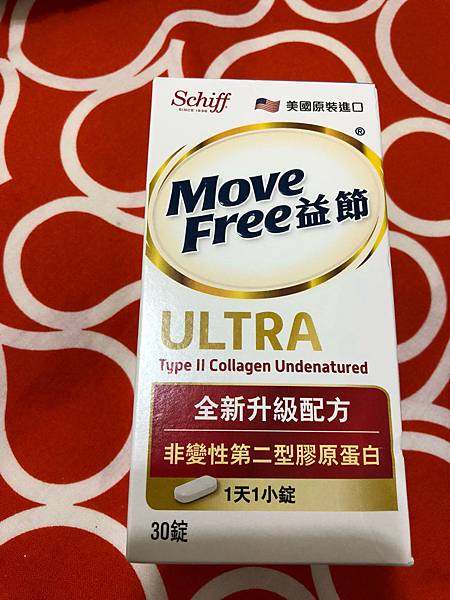 Schiff
SINCE 1936
美國原裝進口
®
Move
Free益節
ULTRA
Type II Collagen Undenatured
全新升級配方
非變性第二型膠原蛋白
1天1小錠
30錠